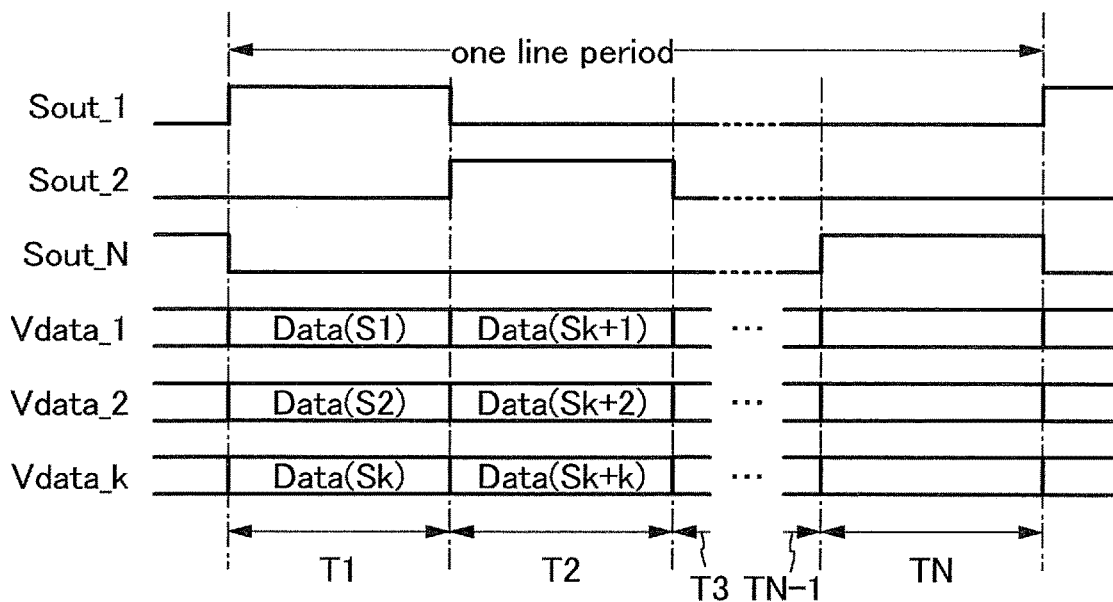 one line period
Sout_1
Sout_2
Sout_N
Vdata_1 Data(S1) Data(Sk+1) ...
Vdata_2 Data(S2) Data(Sk+2) ...
Vdata_k Data(Sk) Data(Sk+k) ...
T1 T2 T3 TN-1 TN